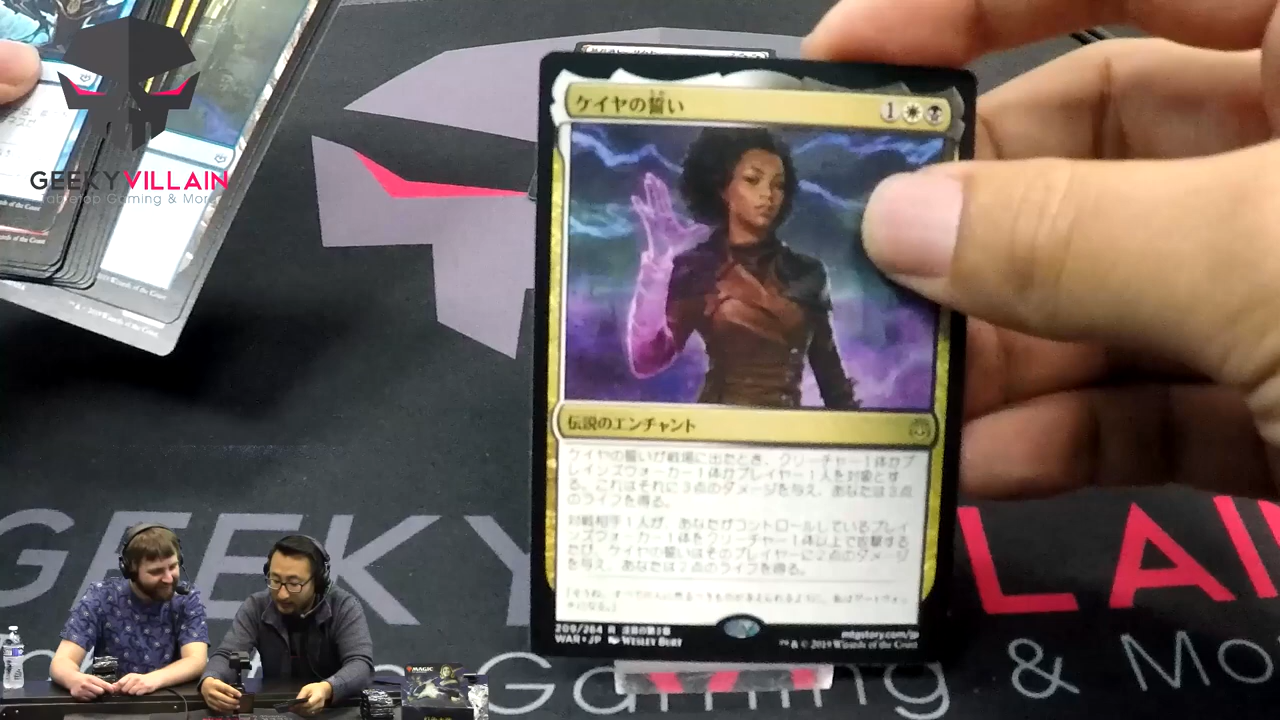 GEEKYVILLAIN
Tabletop Gaming & More
ケイヤの誓い
1
伝説のエンチャント
ケイヤの誓いが戦場に出たとき、クリーチャー1体かプ
レインズウォーカー1体かプレイヤー1人を対象とす
る。これはそれに3点のダメージを与え、あなたは3点
のライフを得る。
対戦相手1人が、あなたがコントロールしているプレイ
ンズウォーカー1体をクリーチャー1体以上で攻撃する
たび、ケイヤの誓いはそのプレイヤーに2点のダメージ
を与え、あなたは2点のライフを得る。
209/264 R
WAR • JP WESLEY BURT
mtgstory.com/jp
™ & © 2019 Wizards of the Coast
GEEKY
LAI
Gaming & Mo
MAGIC